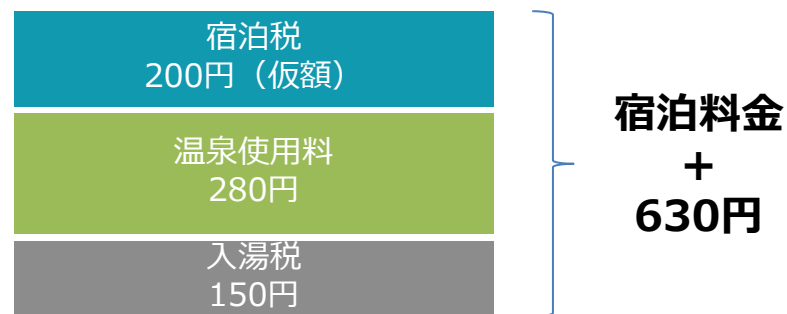 宿泊税
200円（仮額）
温泉使用料
280円
入湯税
150円
宿泊料金
+
630円